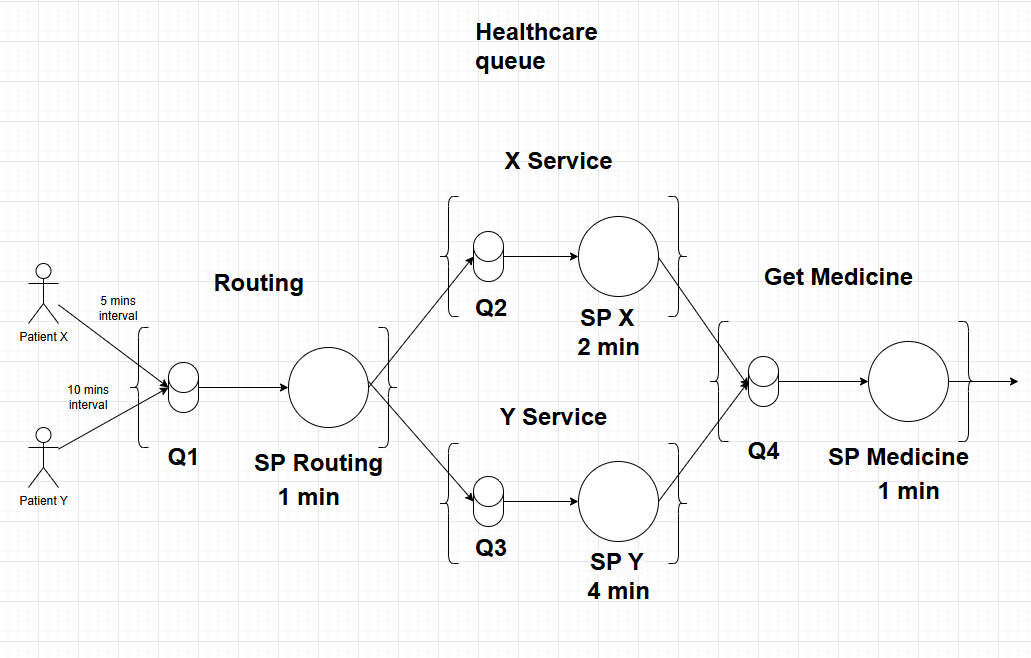 Healthcare
queue
X Service
Q2
SP X
2 min
Routing
5 mins
interval
Patient X
10 mins
interval
Patient Y
Q1
SP Routing
1 min
Y Service
Q3
SP Y
4 min
Get Medicine
Q4
SP Medicine
1 min